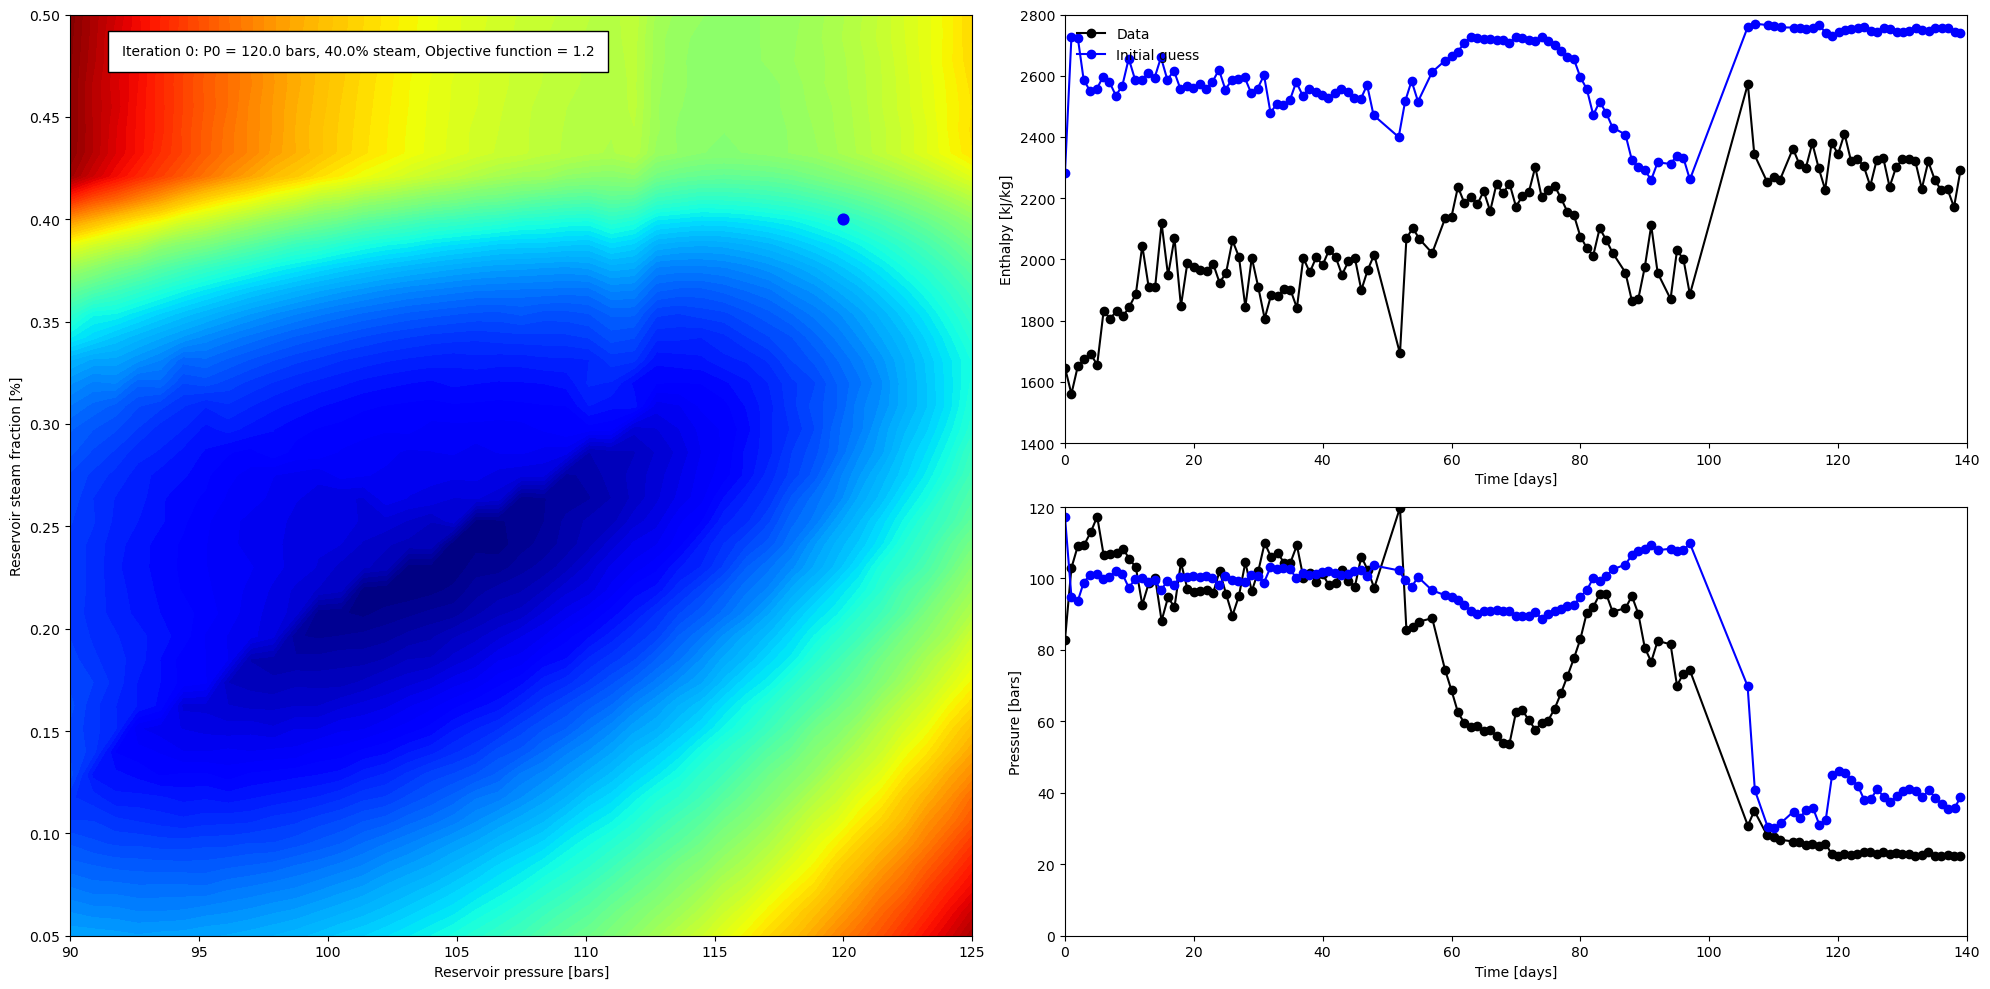 Iteration 0: P0 = 120.0 bars, 40.0% steam, Objective function = 1.2
0.50
0.45
0.40
0.35
0.30
0.25
0.20
0.15
0.10
0.05
Reservoir steam fraction [%]
90 95 100 105 110 115 120 125
Reservoir pressure [bars]
Data
Initial guess
2800
2600
2400
2200
2000
1800
1600
1400
Enthalpy [kJ/kg]
0 20 40 60 80 100 120 140
Time [days]
120
100
80
60
40
20
0
Pressure [bars]
0 20 40 60 80 100 120 140
Time [days]